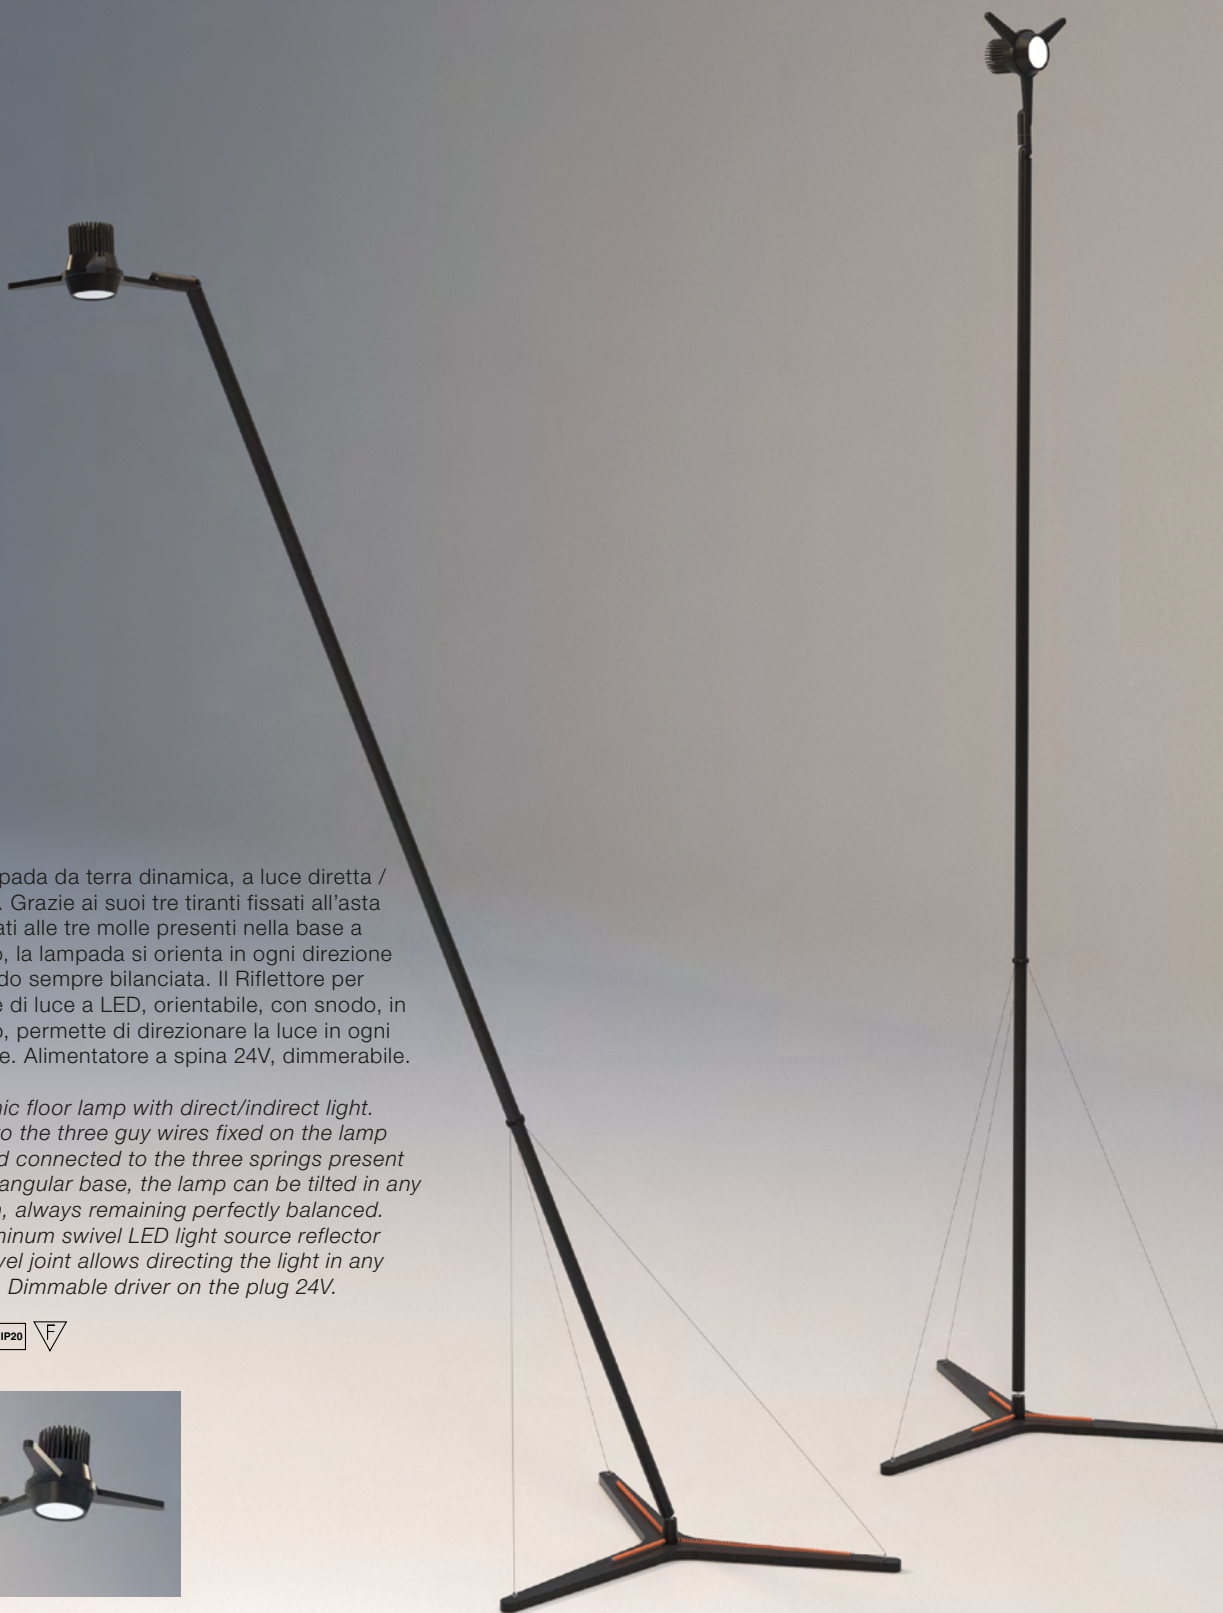 pada da terra dinamica, a luce diretta /
. Grazie ai suoi tre tiranti fissati all’asta
ati alle tre molle presenti nella base a
o, la lampada si orienta in ogni direzione
do sempre bilanciata. Il Riflettore per
e di luce a LED, orientabile, con snodo, in
o, permette di direzionare la luce in ogni
e. Alimentatore a spina 24V, dimmerabile.
ic floor lamp with direct/indirect light.
o the three guy wires fixed on the lamp
d connected to the three springs present
angular base, the lamp can be tilted in any
, always remaining perfectly balanced.
minum swivel LED light source reflector
vel joint allows directing the light in any
. Dimmable driver on the plug 24V.
IP20 F